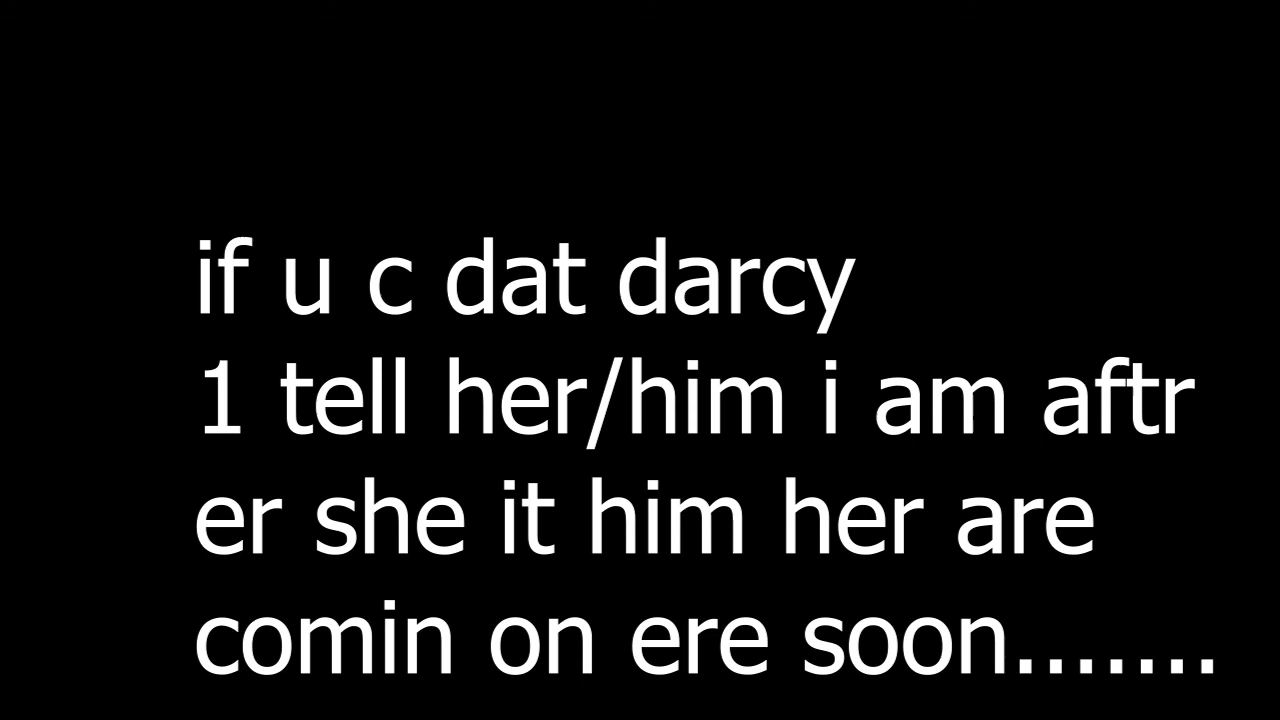 if u c dat darcy
1 tell her/him i am aftr
er she it him her are
comin on ere soon.......